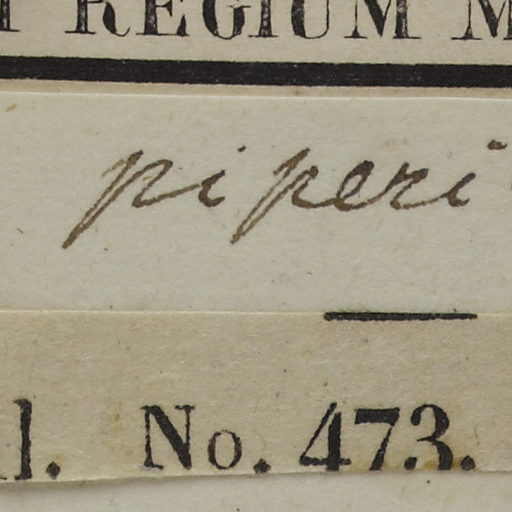 REGIUM
piperi
l. No. 473.